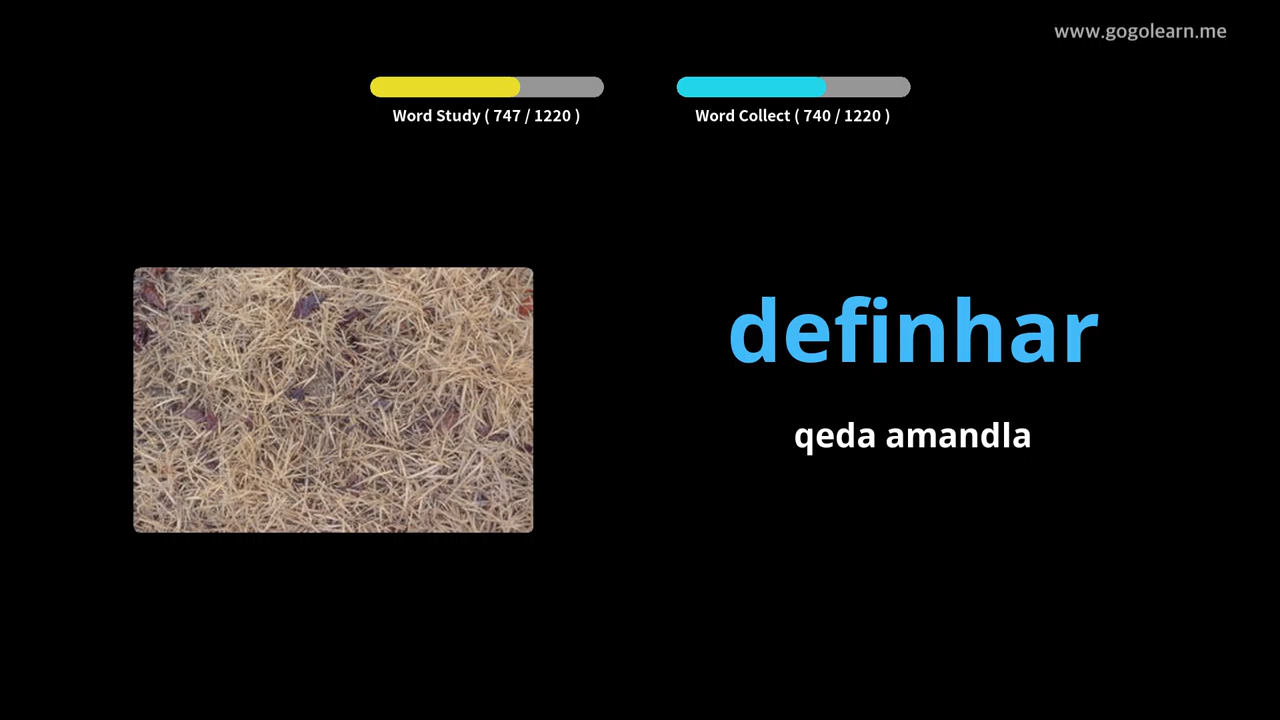 www.gogolearn.me
Word Study ( 747 / 1220 )
Word Collect ( 740 / 1220 )
definhar
qeda amandla